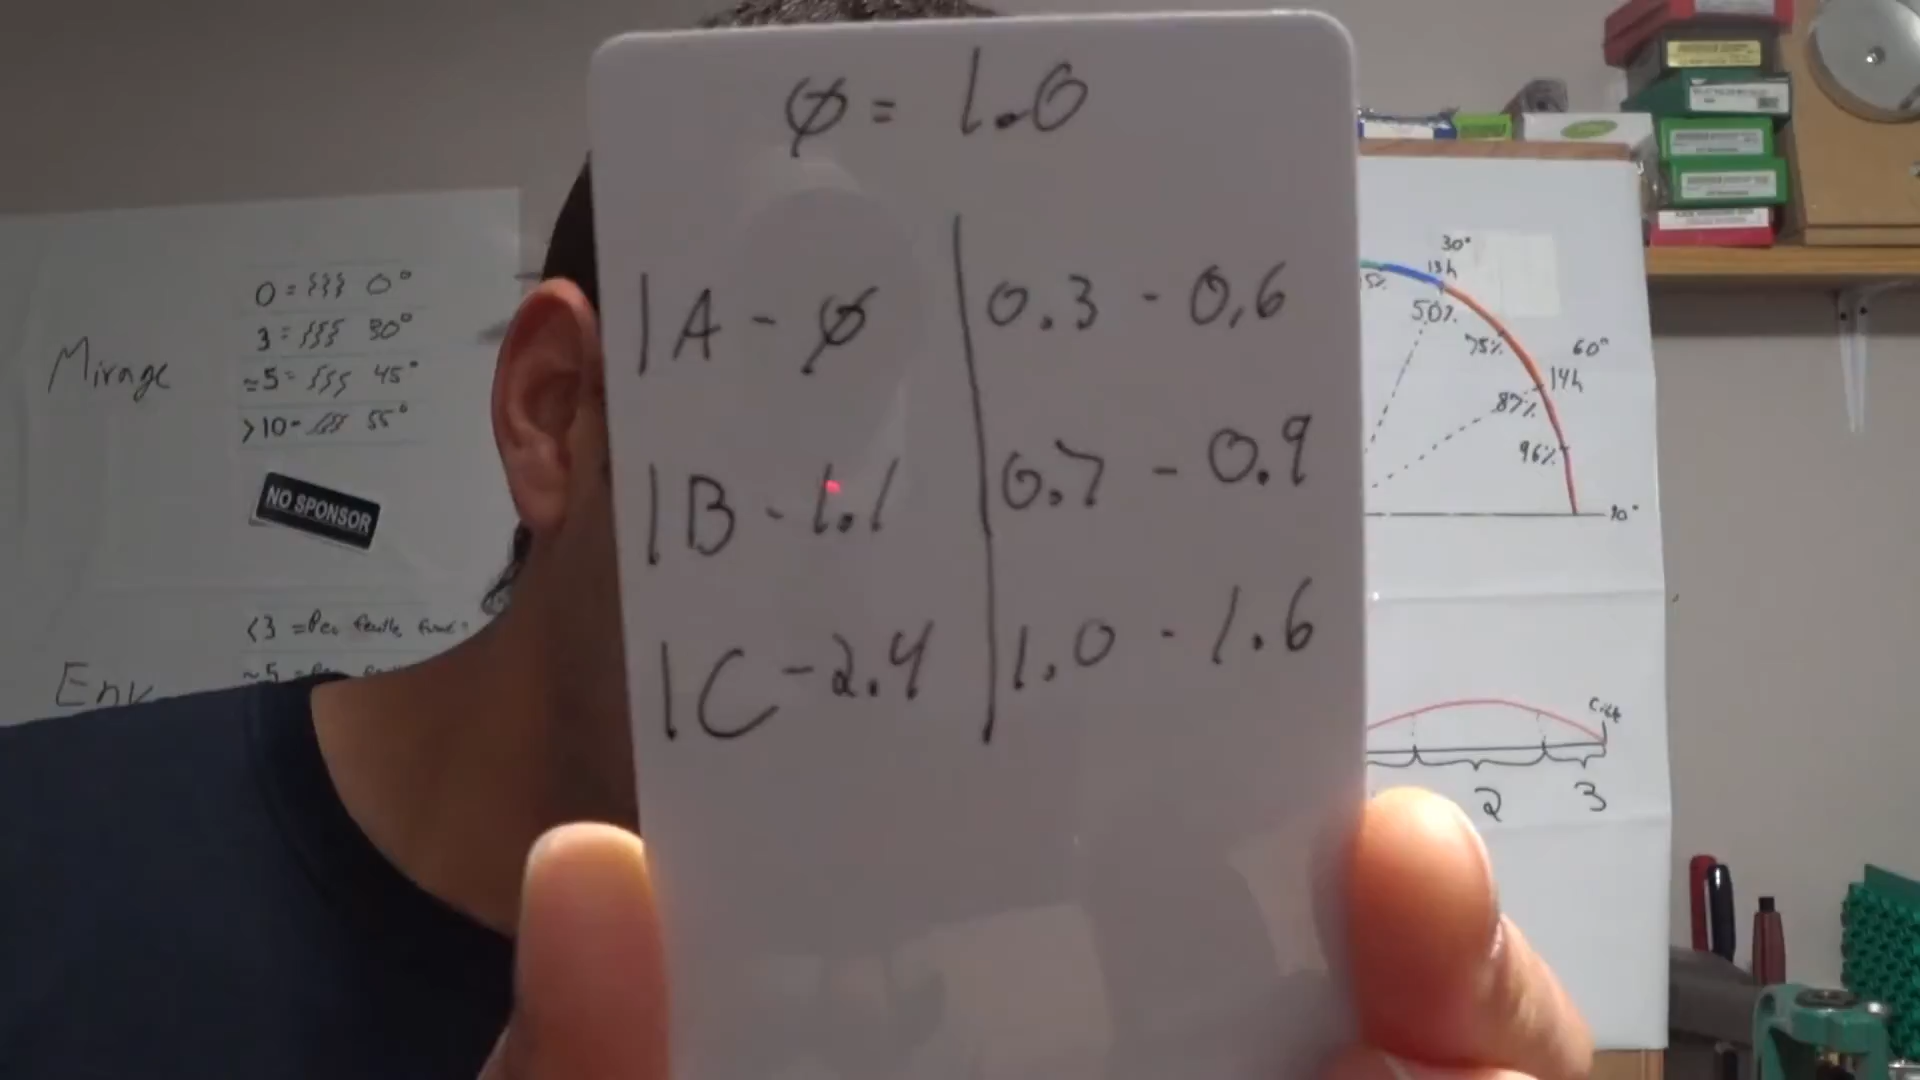 ø = 1.0
1A - ø | 0.3 - 0,6
1B - 1.1 | 0.7 - 0.9
1C - 2.4 | 1.0 - 1.6
Mirage
0 = }}} 0°
3 = }}} 30°
≈5 = }}} 45°
>10 - }}} 55°
NO SPONSOR
<3 =
~5 =
Env
30°
13h
50%
75%
60°
14h
87%
96%
90°
2
3